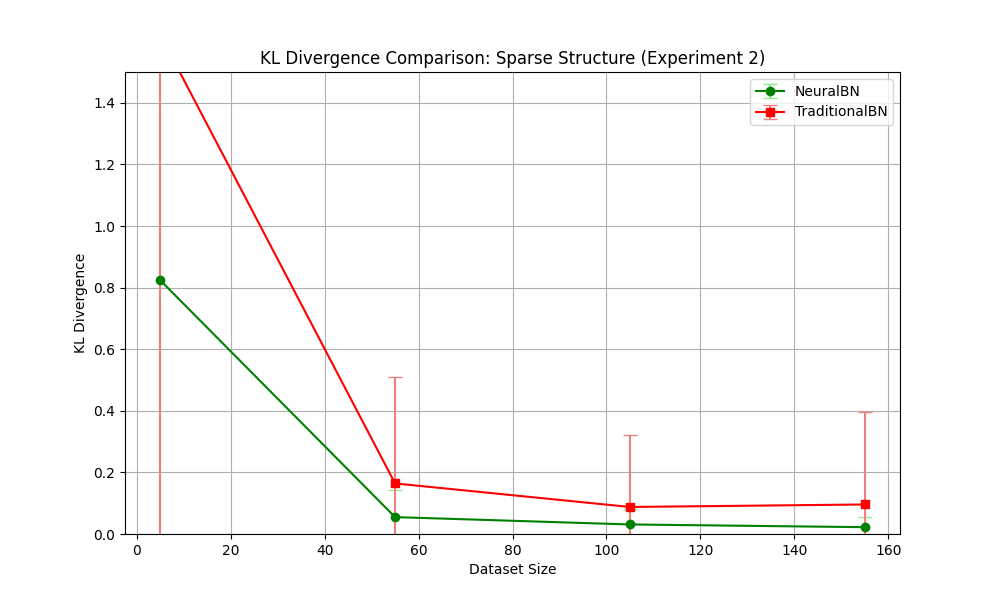 KL Divergence Comparison: Sparse Structure (Experiment 2)
NeuralBN
TraditionalBN
KL Divergence
1.4
1.2
1.0
0.8
0.6
0.4
0.2
0.0
0 20 40 60 80 100 120 140 160
Dataset Size